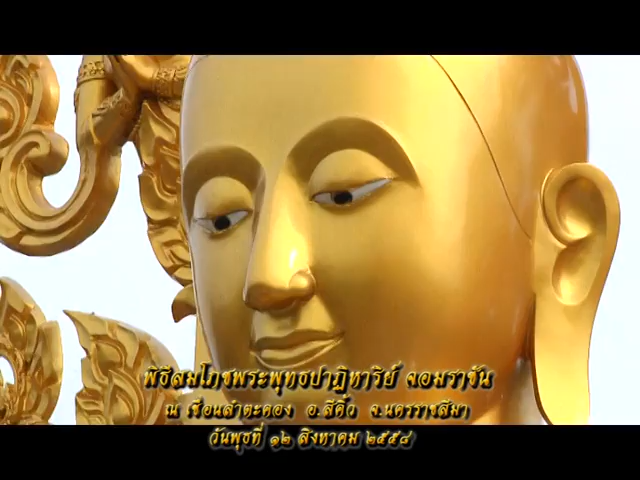 พิธีสมโภชพระพุทธปาฏิหาริย์ จอมราชัน
ณ เขื่อนลำตะคอง อ.สีคิ้ว จ.นครราชสีมา
วันพุธที่ ๑๒ สิงหาคม ๒๕๕๘